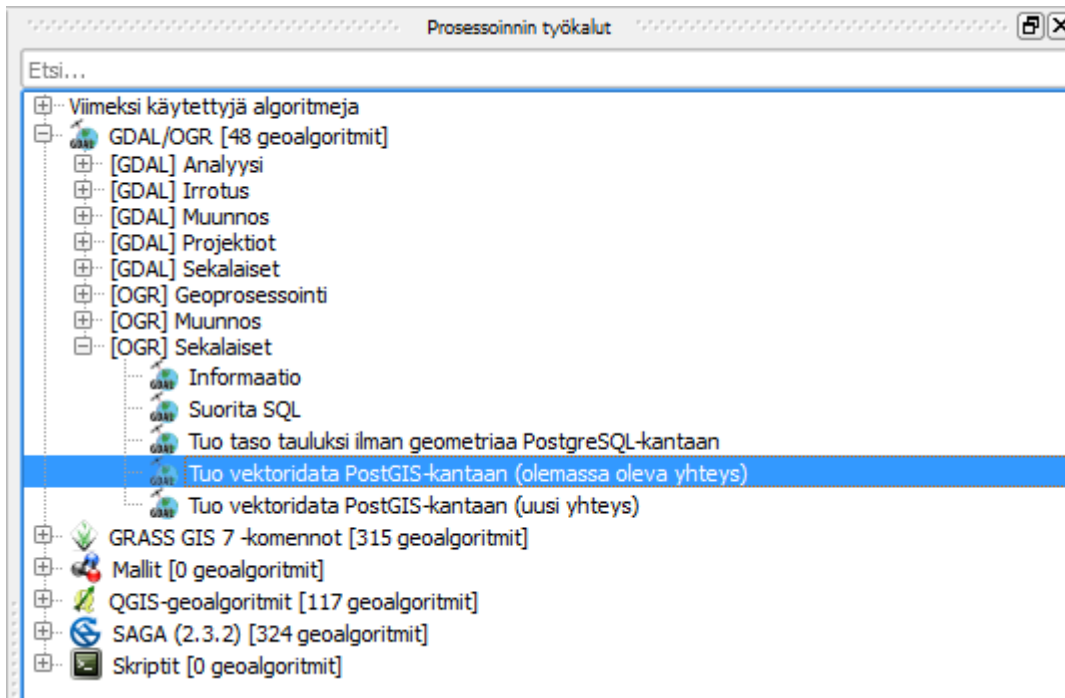 Prosessoinnin työkalut
Etsi...
Viimeksi käytettyjä algoritmeja
GDAL/OGR [48 geoalgoritmit]
[GDAL] Analyysi
[GDAL] Irrotus
[GDAL] Muunnos
[GDAL] Projektiot
[GDAL] Sekalaiset
[OGR] Geoprosessointi
[OGR] Muunnos
[OGR] Sekalaiset
Informaatio
Suorita SQL
Tuo taso tauluksi ilman geometriaa PostgreSQL-kantaan
Tuo vektoridata PostGIS-kantaan (olemassa oleva yhteys)
Tuo vektoridata PostGIS-kantaan (uusi yhteys)
GRASS GIS 7 -komennot [315 geoalgoritmit]
Mallit [0 geoalgoritmit]
QGIS-geoalgoritmit [117 geoalgoritmit]
SAGA (2.3.2) [324 geoalgoritmit]
Skriptit [0 geoalgoritmit]